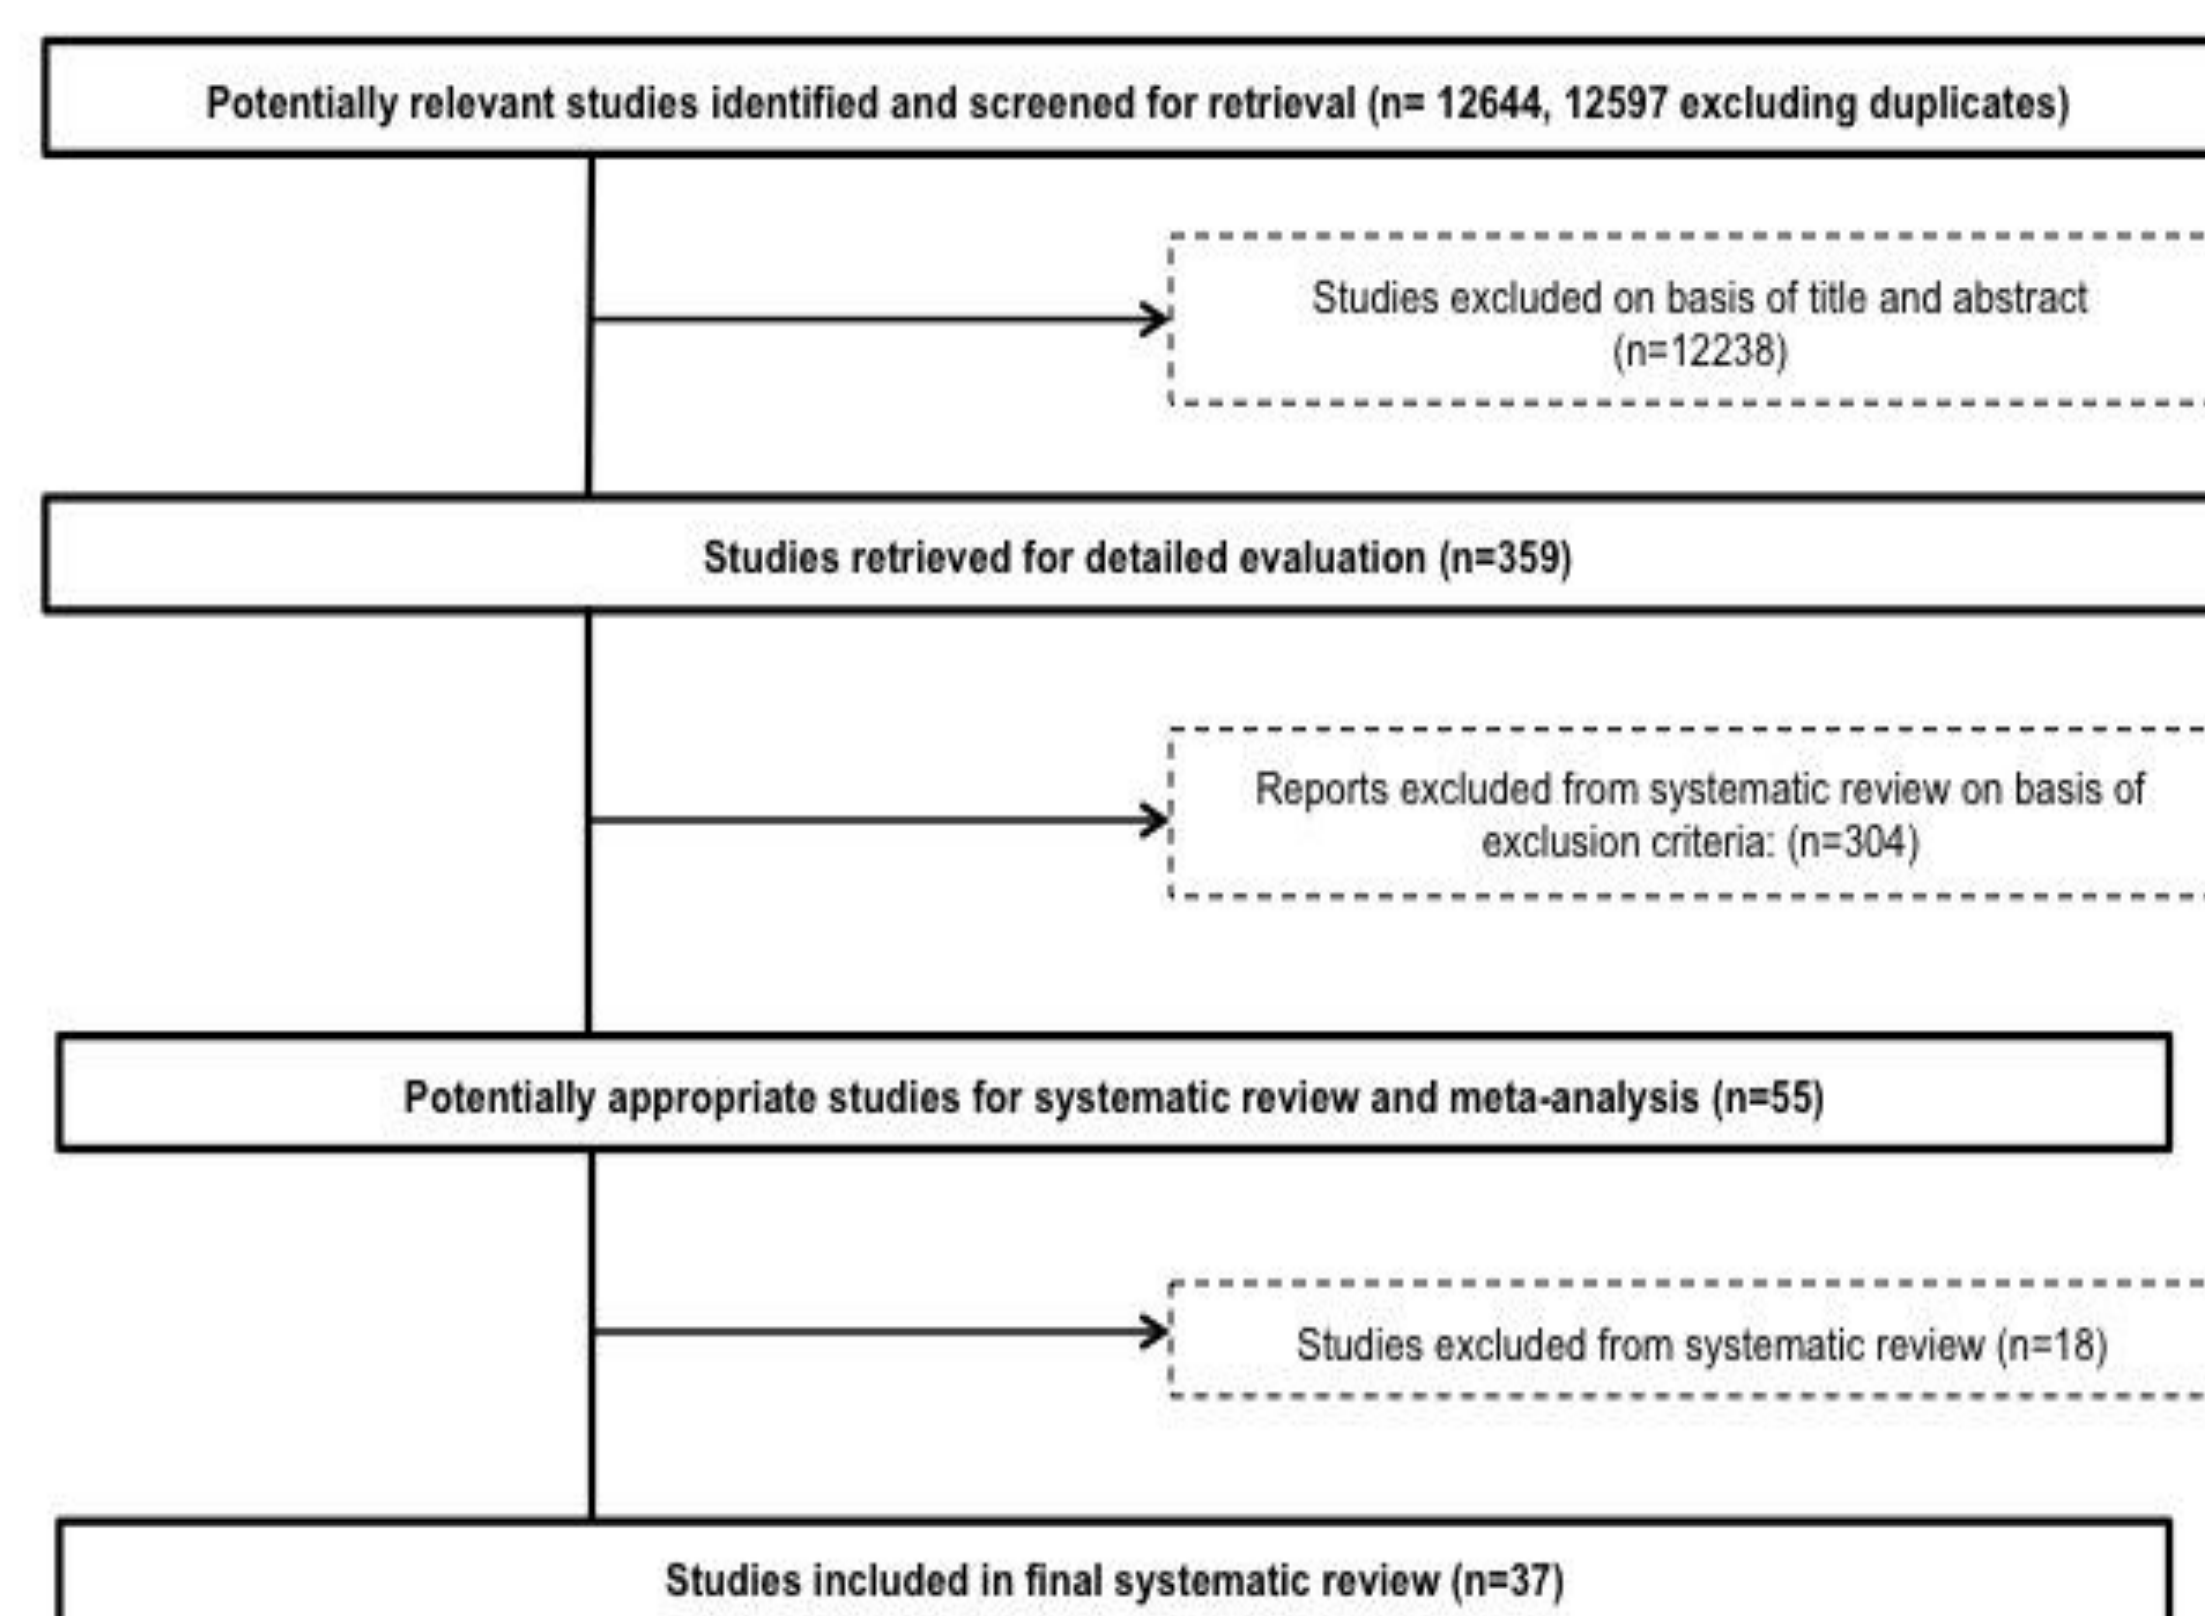 Potentially relevant studies identified and screened for retrieval (n= 12644, 12597 excluding duplicates)
Studies excluded on basis of title and abstract
(n=12238)
Studies retrieved for detailed evaluation (n=359)
Reports excluded from systematic review on basis of
exclusion criteria: (n=304)
Potentially appropriate studies for systematic review and meta-analysis (n=55)
Studies excluded from systematic review (n=18)
Studies included in final systematic review (n=37)